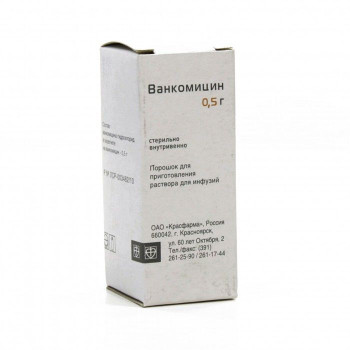 Ванкомицин
0,5 г
стерильно
внутривенно
Порошок для
приготовления
раствора для инфузий
ОАО «Красфарма», Россия
660042, г. Красноярск,
ул. 60 лет Октября, 2
Тел./факс: (391)
261-25-90 / 261-17-44